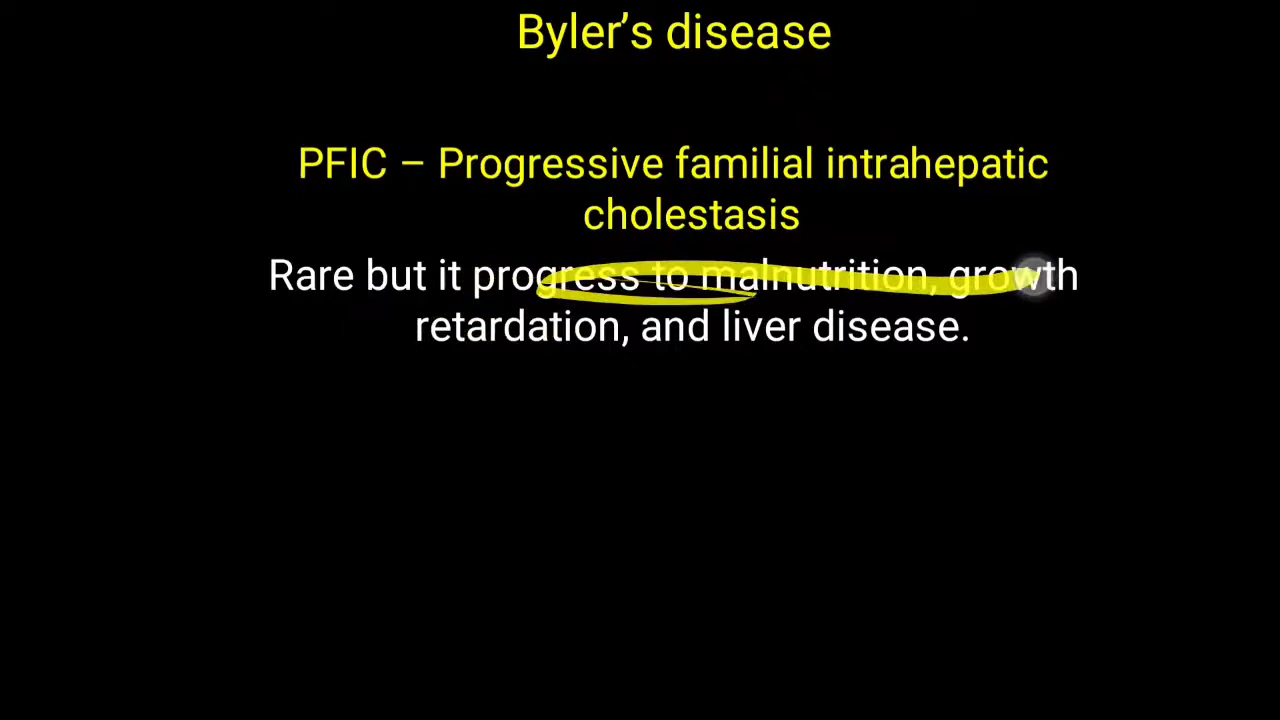 Byler’s disease
PFIC – Progressive familial intrahepatic
cholestasis
Rare but it progress to malnutrition, growth
retardation, and liver disease.